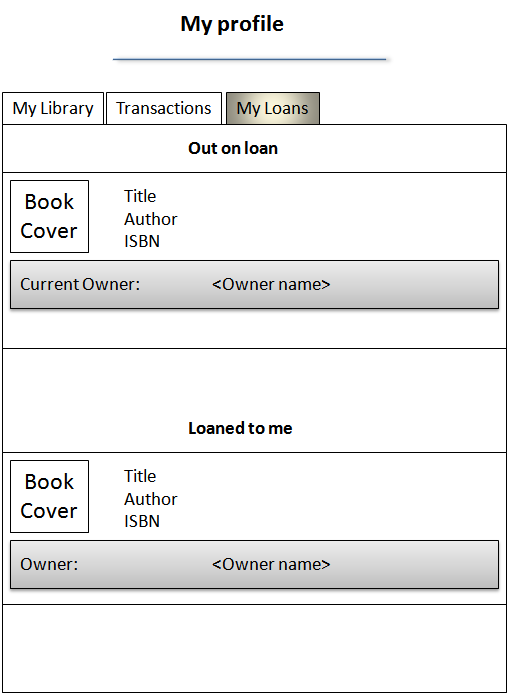 My profile
My Library Transactions My Loans
Out on loan
Book
Cover
Title
Author
ISBN
Current Owner: <Owner name>
Loaned to me
Book
Cover
Title
Author
ISBN
Owner: <Owner name>